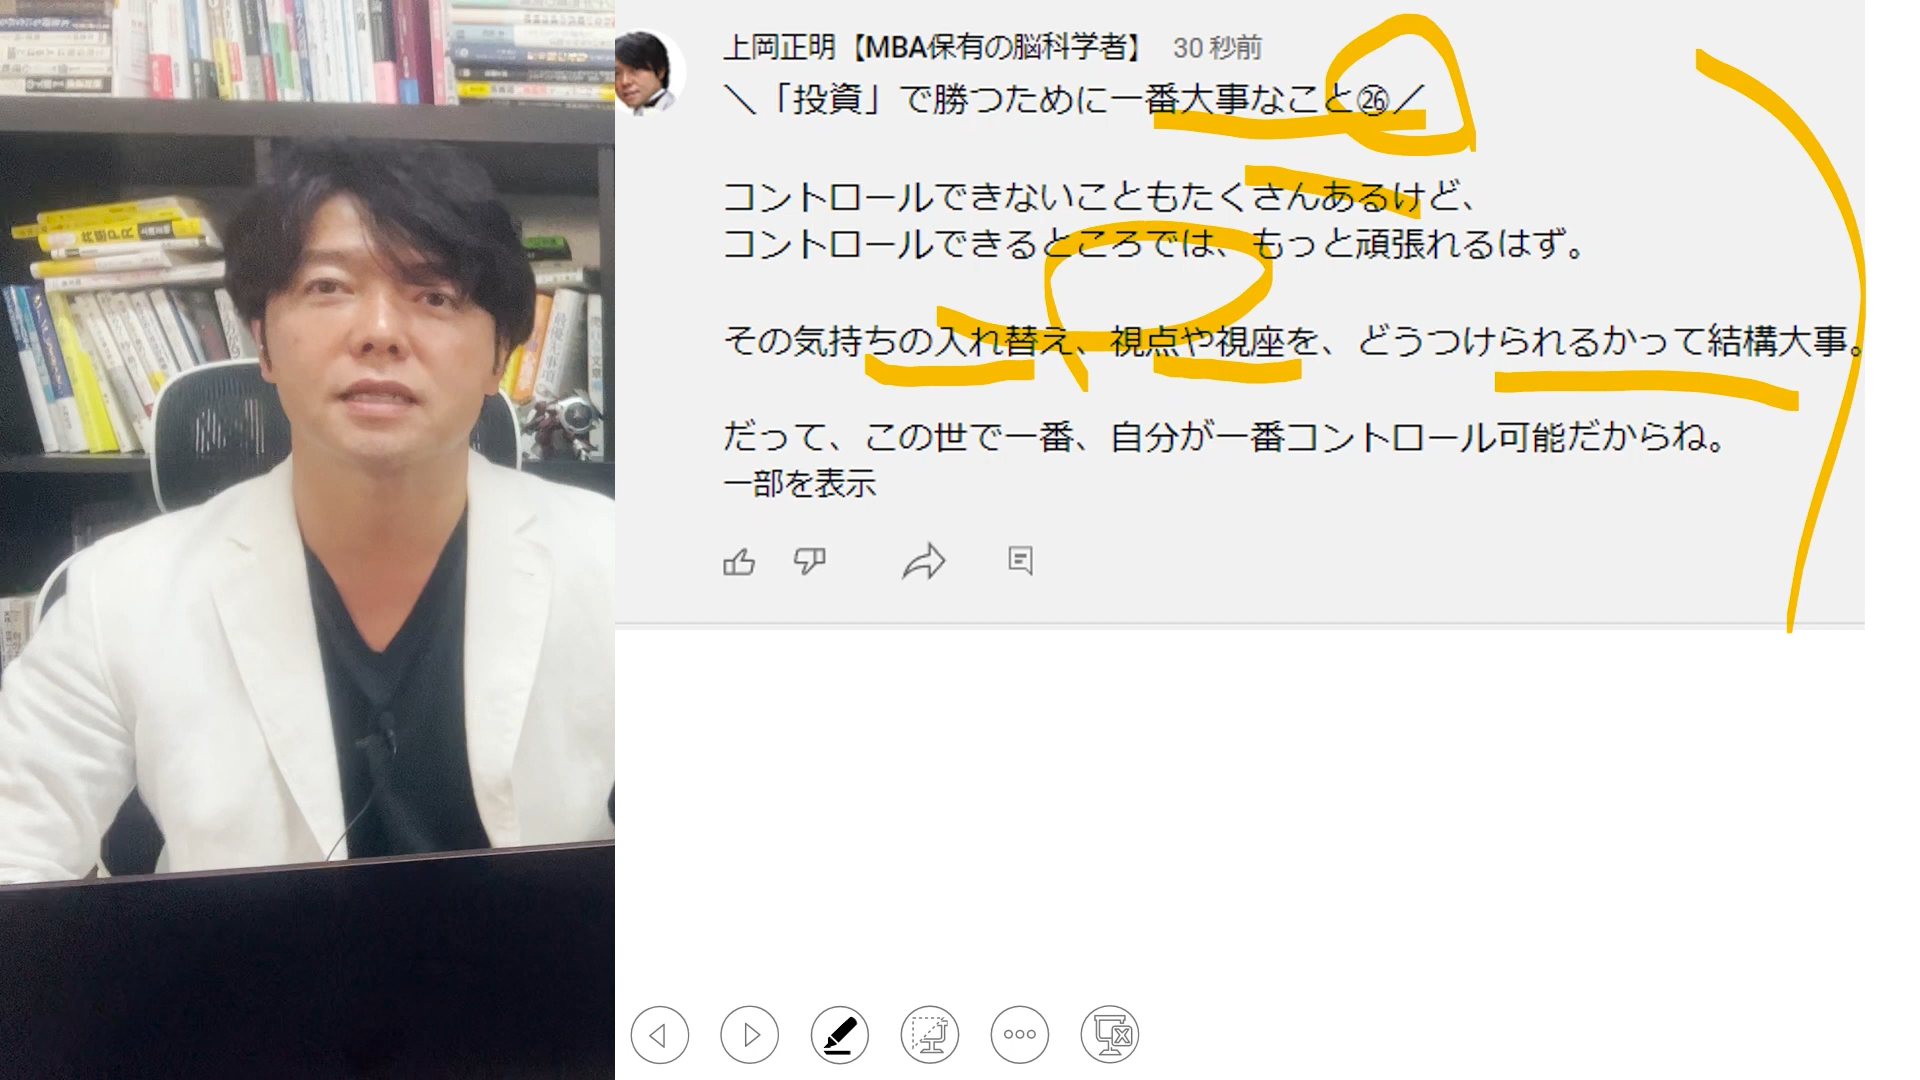 上岡正明【MBA保有の脳科学者】 30 秒前
＼「投資」で勝つために一番大事なこと㉖／
コントロールできないこともたくさんあるけど、
コントロールできるところでは、もっと頑張れるはず。
その気持ちの入れ替え、視点や視座を、どうつけられるかって結構大事。
だって、この世で一番、自分が一番コントロール可能だからね。
一部を表示